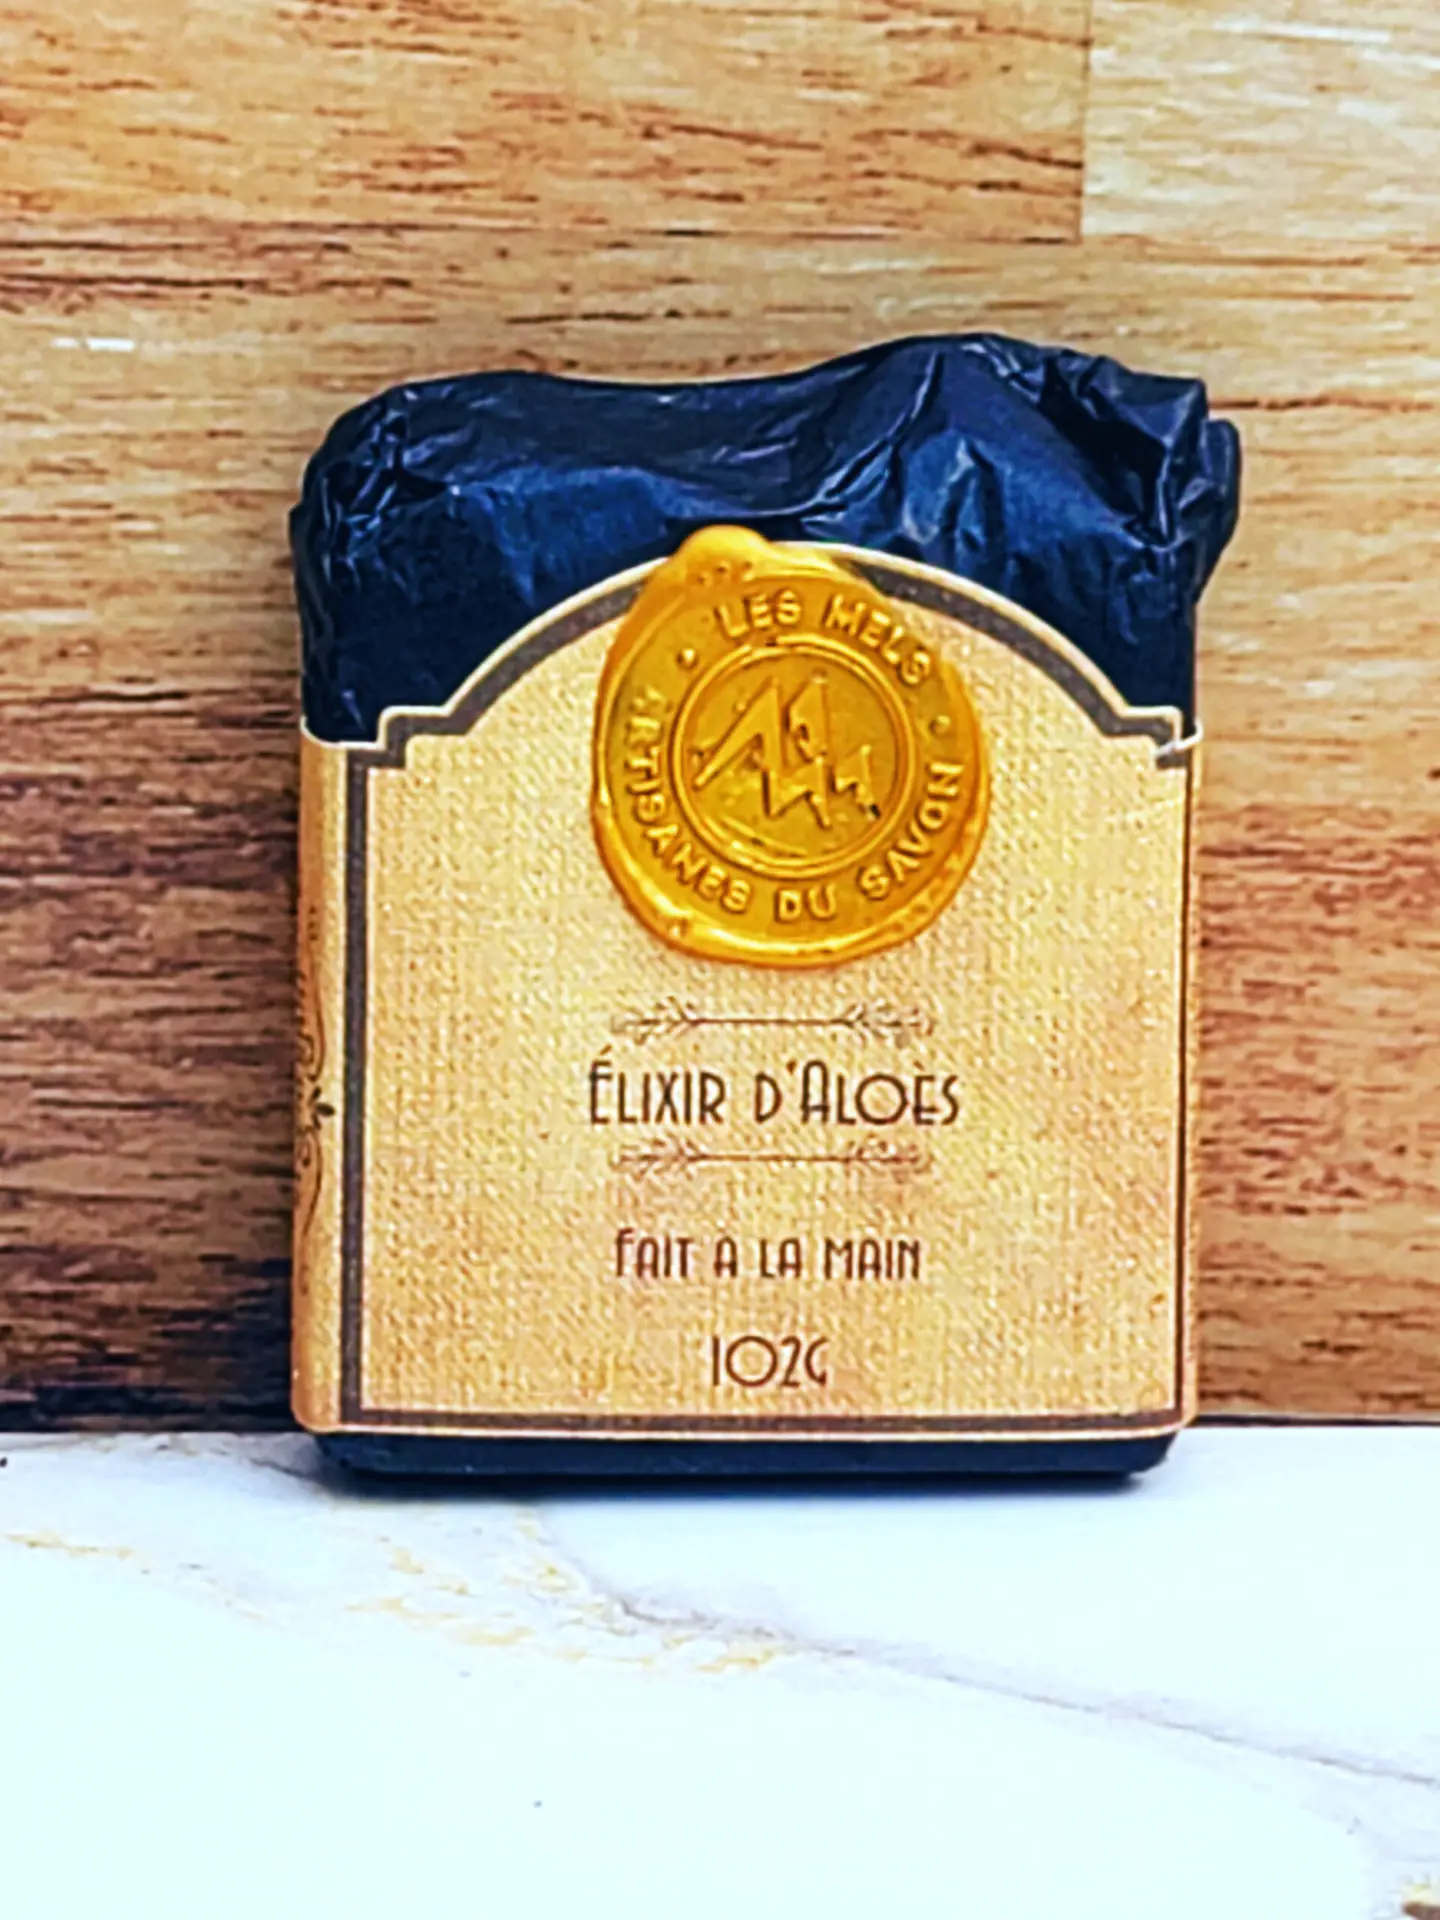 LES MELS
ARTISANES DU SAVON
ÉLIXIR D'ALOÈS
FAIT À LA MAIN
102G